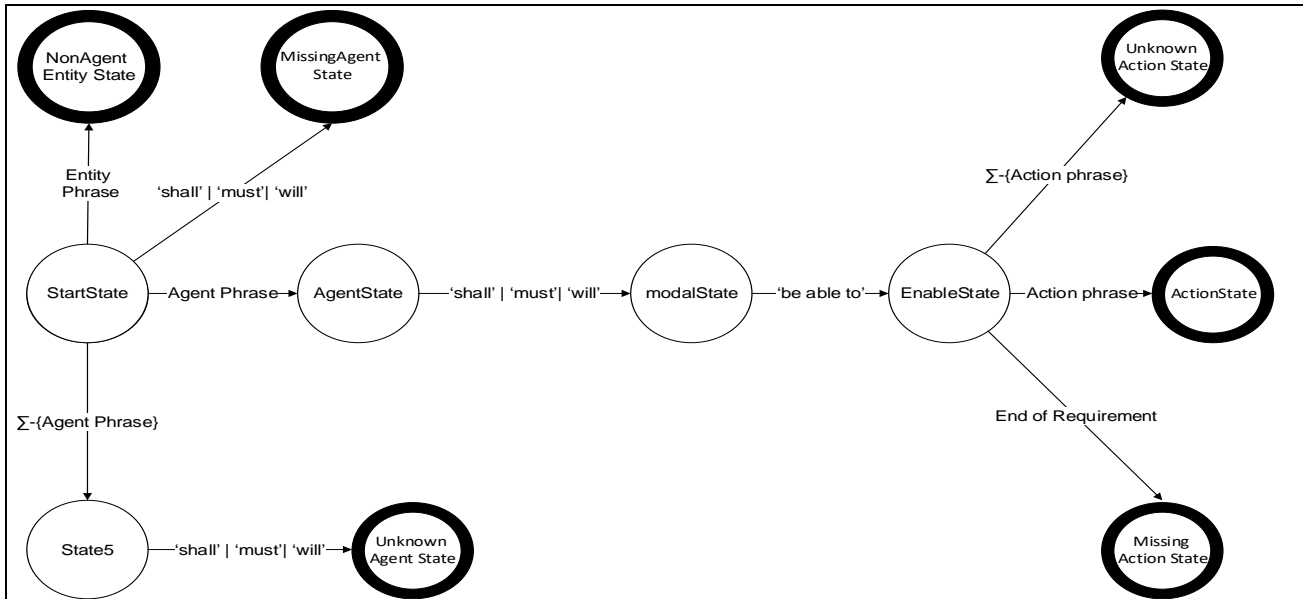 NonAgent
Entity State
MissingAgent
State
Unknown
Action State
Entity
Phrase
‘shall’ | ‘must’| ‘will’
∑-{Action phrase}
StartState
Agent Phrase
AgentState
‘shall’ | ‘must’| ‘will’
modalState
‘be able to’
EnableState
Action phrase
ActionState
∑-{Agent Phrase}
End of Requirement
State5
‘shall’ | ‘must’| ‘will’
Unknown
Agent State
Missing
Action State